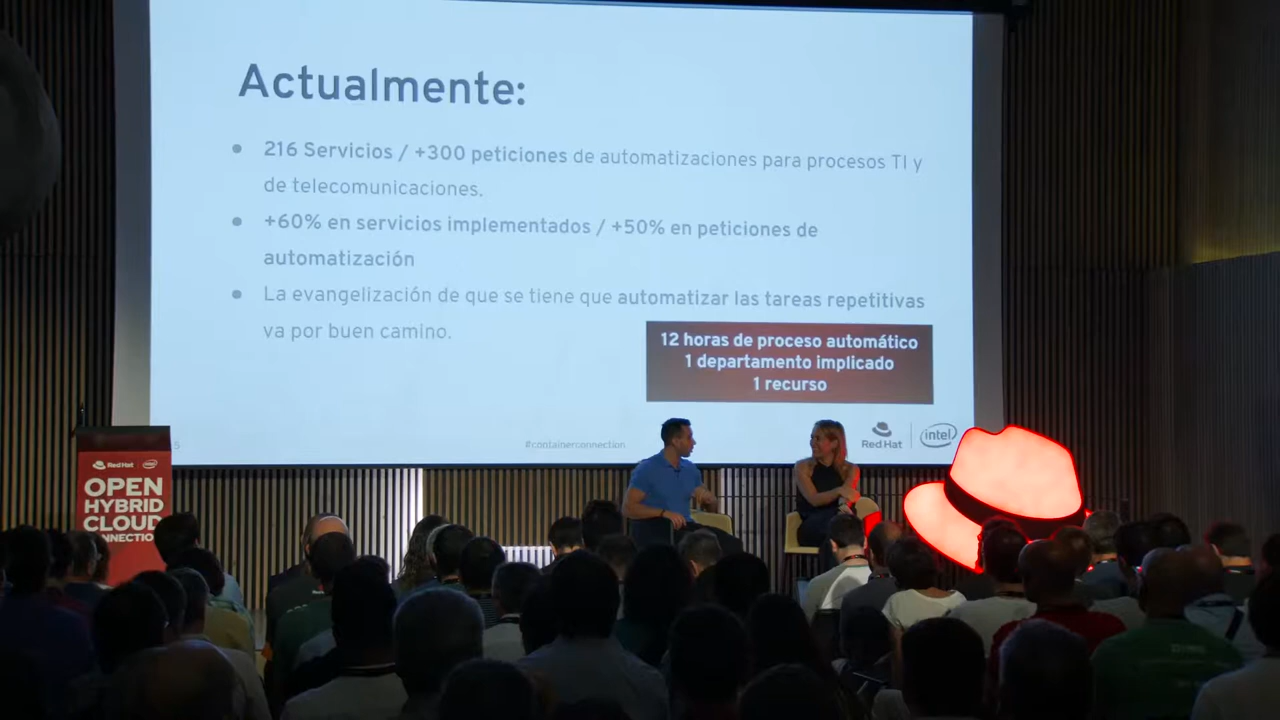 Actualmente:
216 Servicios / +300 peticiones de automatizaciones para procesos TI y
de telecomunicaciones.
+60% en servicios implementados / +50% en peticiones de
automatización
La evangelización de que se tiene que automatizar las tareas repetitivas
va por buen camino.
12 horas de proceso automático
1 departamento implicado
1 recurso
5
#containerconnection
Red Hat
intel
Red Hat
intel
OPEN
HYBRID
CLOUD